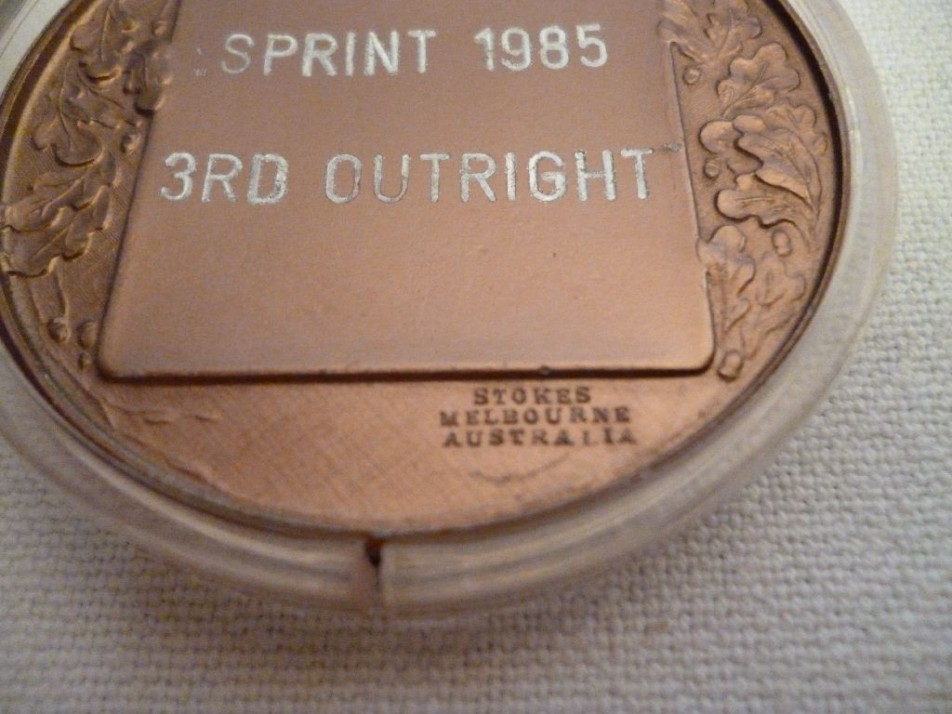 SPRINT 1985
3RD OUTRIGHT
STOKES
MELBOURNE
AUSTRALIA